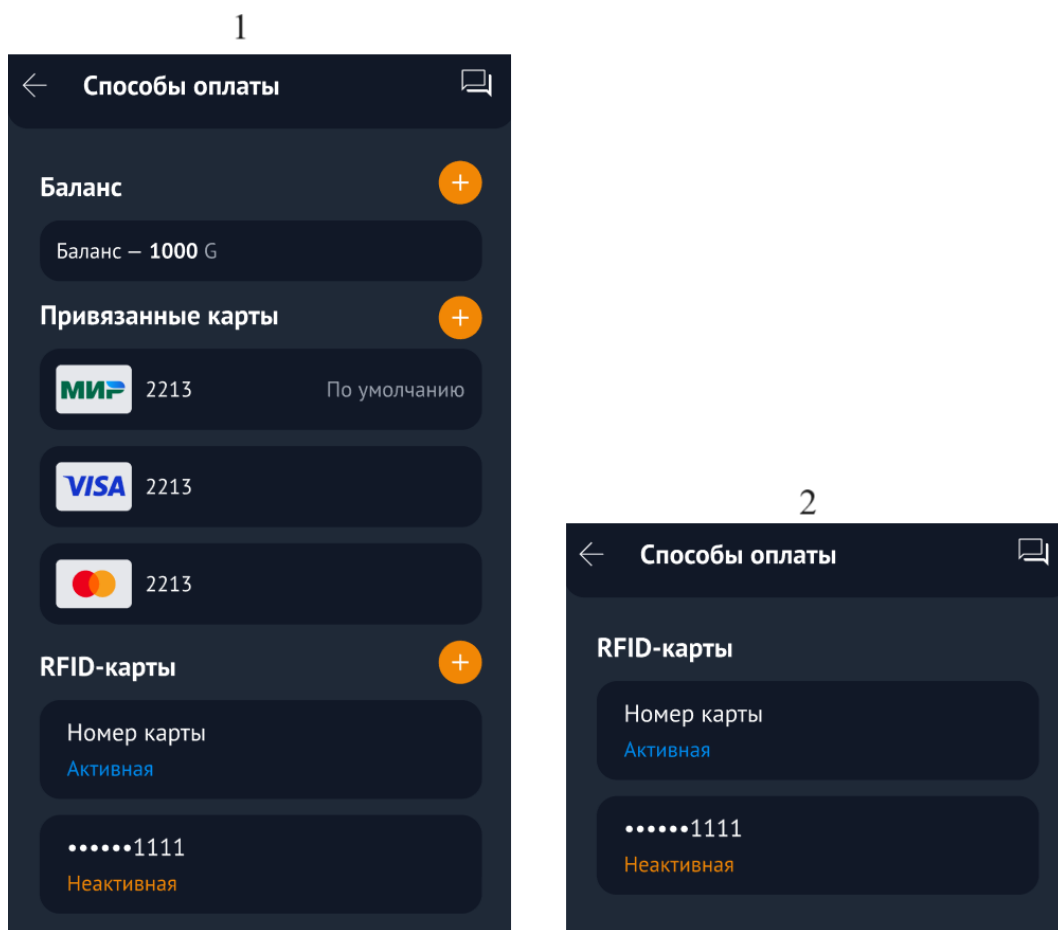 1
Способы оплаты
Баланс
Баланс — 1000 G
Привязанные карты
МИР 2213 По умолчанию
VISA 2213
2213
RFID-карты
Номер карты
Активная
••••••1111
Неактивная
2
Способы оплаты
RFID-карты
Номер карты
Активная
••••••1111
Неактивная